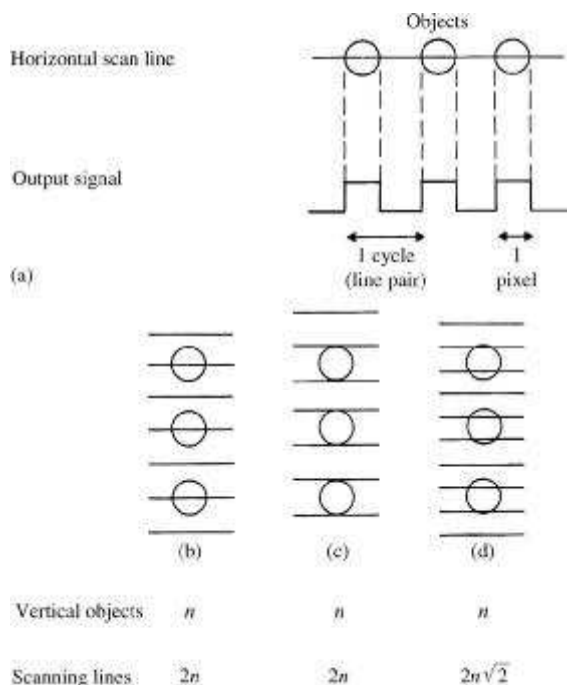 Objects
Horizontal scan line
Output signal
1 cycle
(line pair)
1
pixel
(a)
(b) (c) (d)
Vertical objects n n n
Scanning lines 2n 2n 2n√2